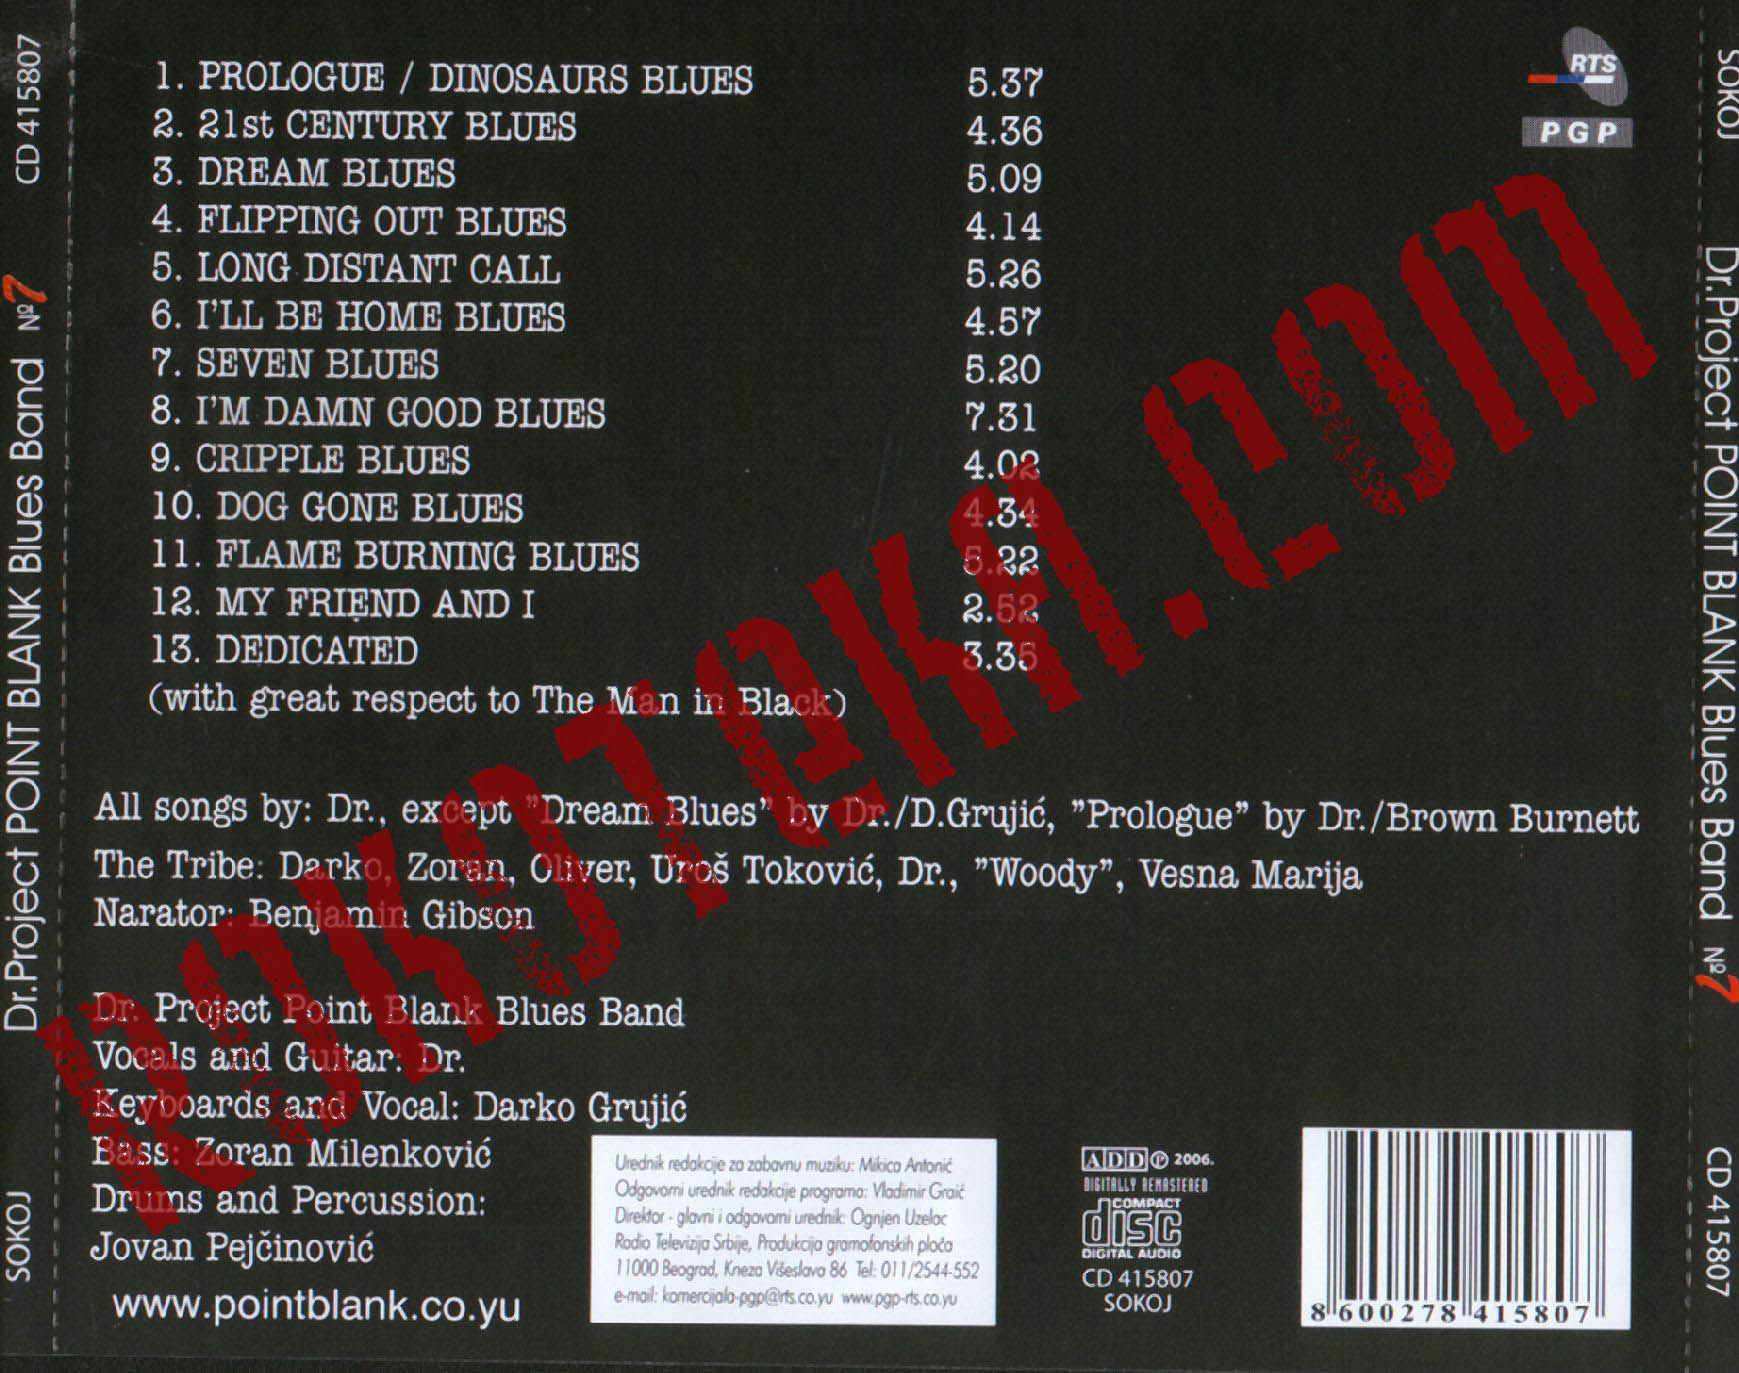 SOKOJ Dr.Project POINT BLANK Blues Band Nº7 CD 415807
1. PROLOGUE / DINOSAURS BLUES 5.37
2. 21st CENTURY BLUES 4.36
3. DREAM BLUES 5.09
4. FLIPPING OUT BLUES 4.14
5. LONG DISTANT CALL 5.26
6. I'LL BE HOME BLUES 4.57
7. SEVEN BLUES 5.20
8. I'M DAMN GOOD BLUES 7.31
9. CRIPPLE BLUES 4.02
10. DOG GONE BLUES 4.34
11. FLAME BURNING BLUES 5.22
12. MY FRIEND AND I 2.52
13. DEDICATED 3.35
(with great respect to The Man in Black)
RTS
PGP
All songs by: Dr., except "Dream Blues" by Dr./D.Grujić, "Prologue" by Dr./Brown Burnett
The Tribe: Darko, Zoran, Oliver, Uroš Toković, Dr., "Woody", Vesna Marija
Narator: Benjamin Gibson
Dr. Project Point Blank Blues Band
Vocals and Guitar: Dr.
Keyboards and Vocal: Darko Grujić
Bass: Zoran Milenković
Drums and Percussion:
Jovan Pejčinović
www.pointblank.co.yu
Urednik redakcije za zabavnu muziku: Mikica Antonić
Odgovorni urednik redakcije programa: Vladimir Graić
Direktor - glavni i odgovorni urednik: Ognjen Uzelac
Radio Televizija Srbije, Produkcija gramofonskih ploča
11000 Beograd, Kneza Višeslava 86 Tel: 011/2544-552
e-mail: komercijala-pgp@rts.co.yu www.pgp-rts.co.yu
ADD ℗ 2006.
DIGITALLY REMASTERED
COMPACT
disc
DIGITAL AUDIO
CD 415807
SOKOJ
8 600278 415807
SOKOJ Dr.Project POINT BLANK Blues Band Nº7 CD 415807
rokoteka.com